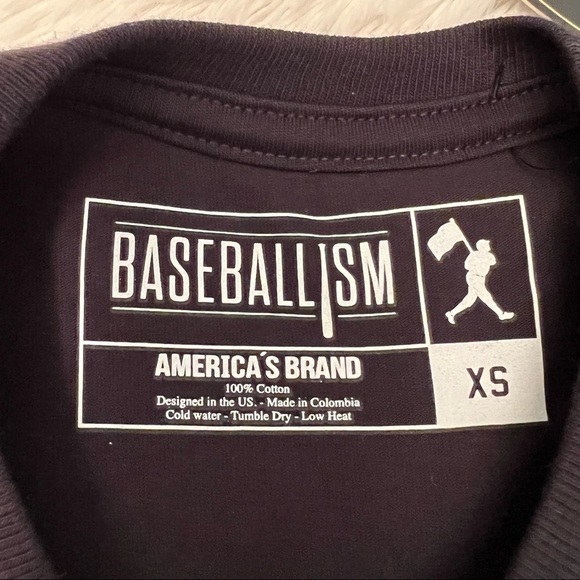 BASEBALLISM
AMERICA'S BRAND
100% Cotton
Designed in the US. - Made in Colombia
Cold water - Tumble Dry - Low Heat
XS